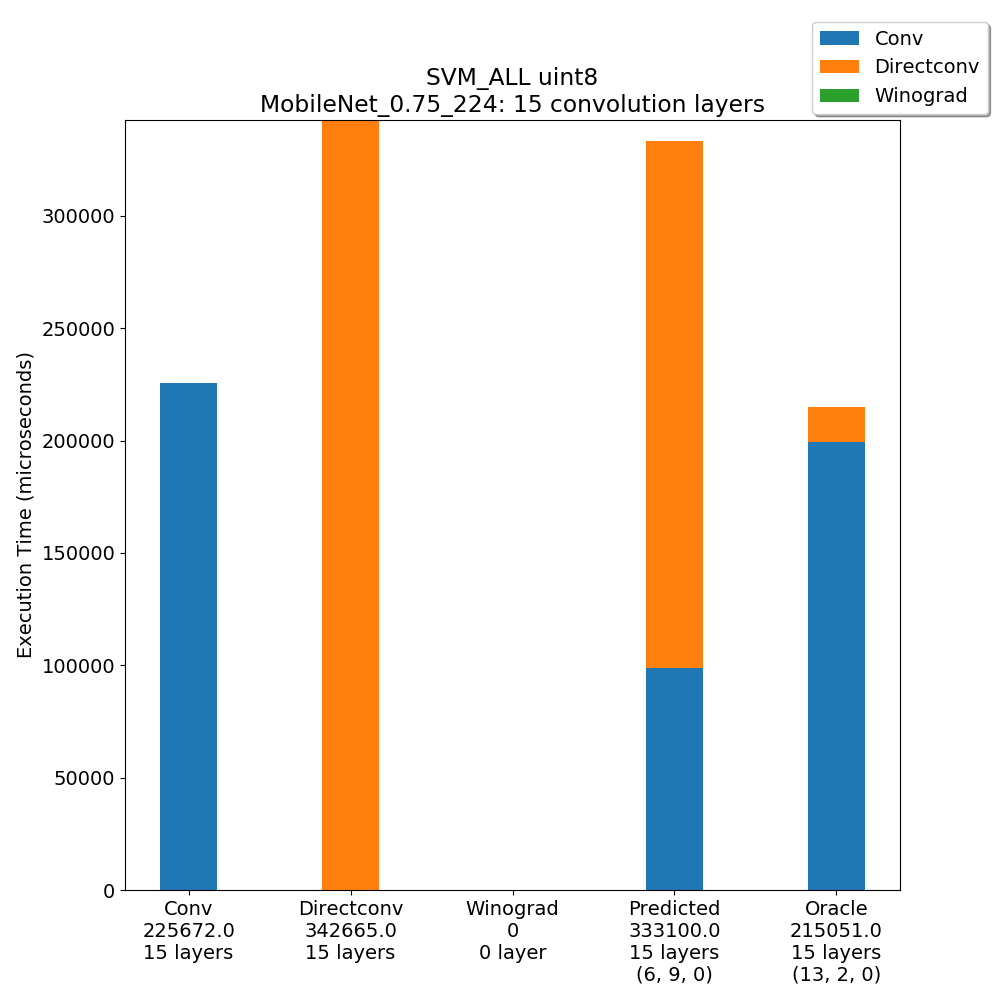 Conv
Directconv
Winograd
SVM_ALL uint8
MobileNet_0.75_224: 15 convolution layers
Execution Time (microseconds)
300000
250000
200000
150000
100000
50000
0
Conv
225672.0
15 layers
Directconv
342665.0
15 layers
Winograd
0
0 layer
Predicted
333100.0
15 layers
(6, 9, 0)
Oracle
215051.0
15 layers
(13, 2, 0)